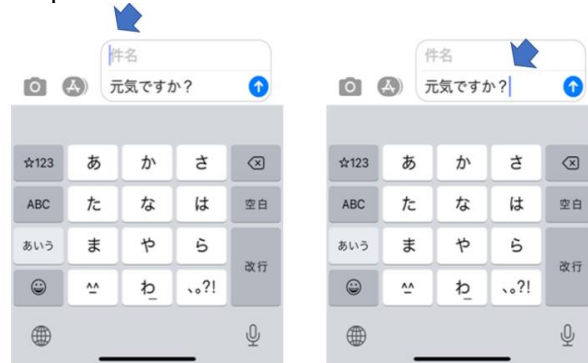 件名
元気ですか？
☆123 あ か さ
ABC た な は 空白
あいう ま や ら
改行
^^ わ_ 、。?!
件名
元気ですか？
☆123 あ か さ
ABC た な は 空白
あいう ま や ら
改行
^^ わ_ 、。?!